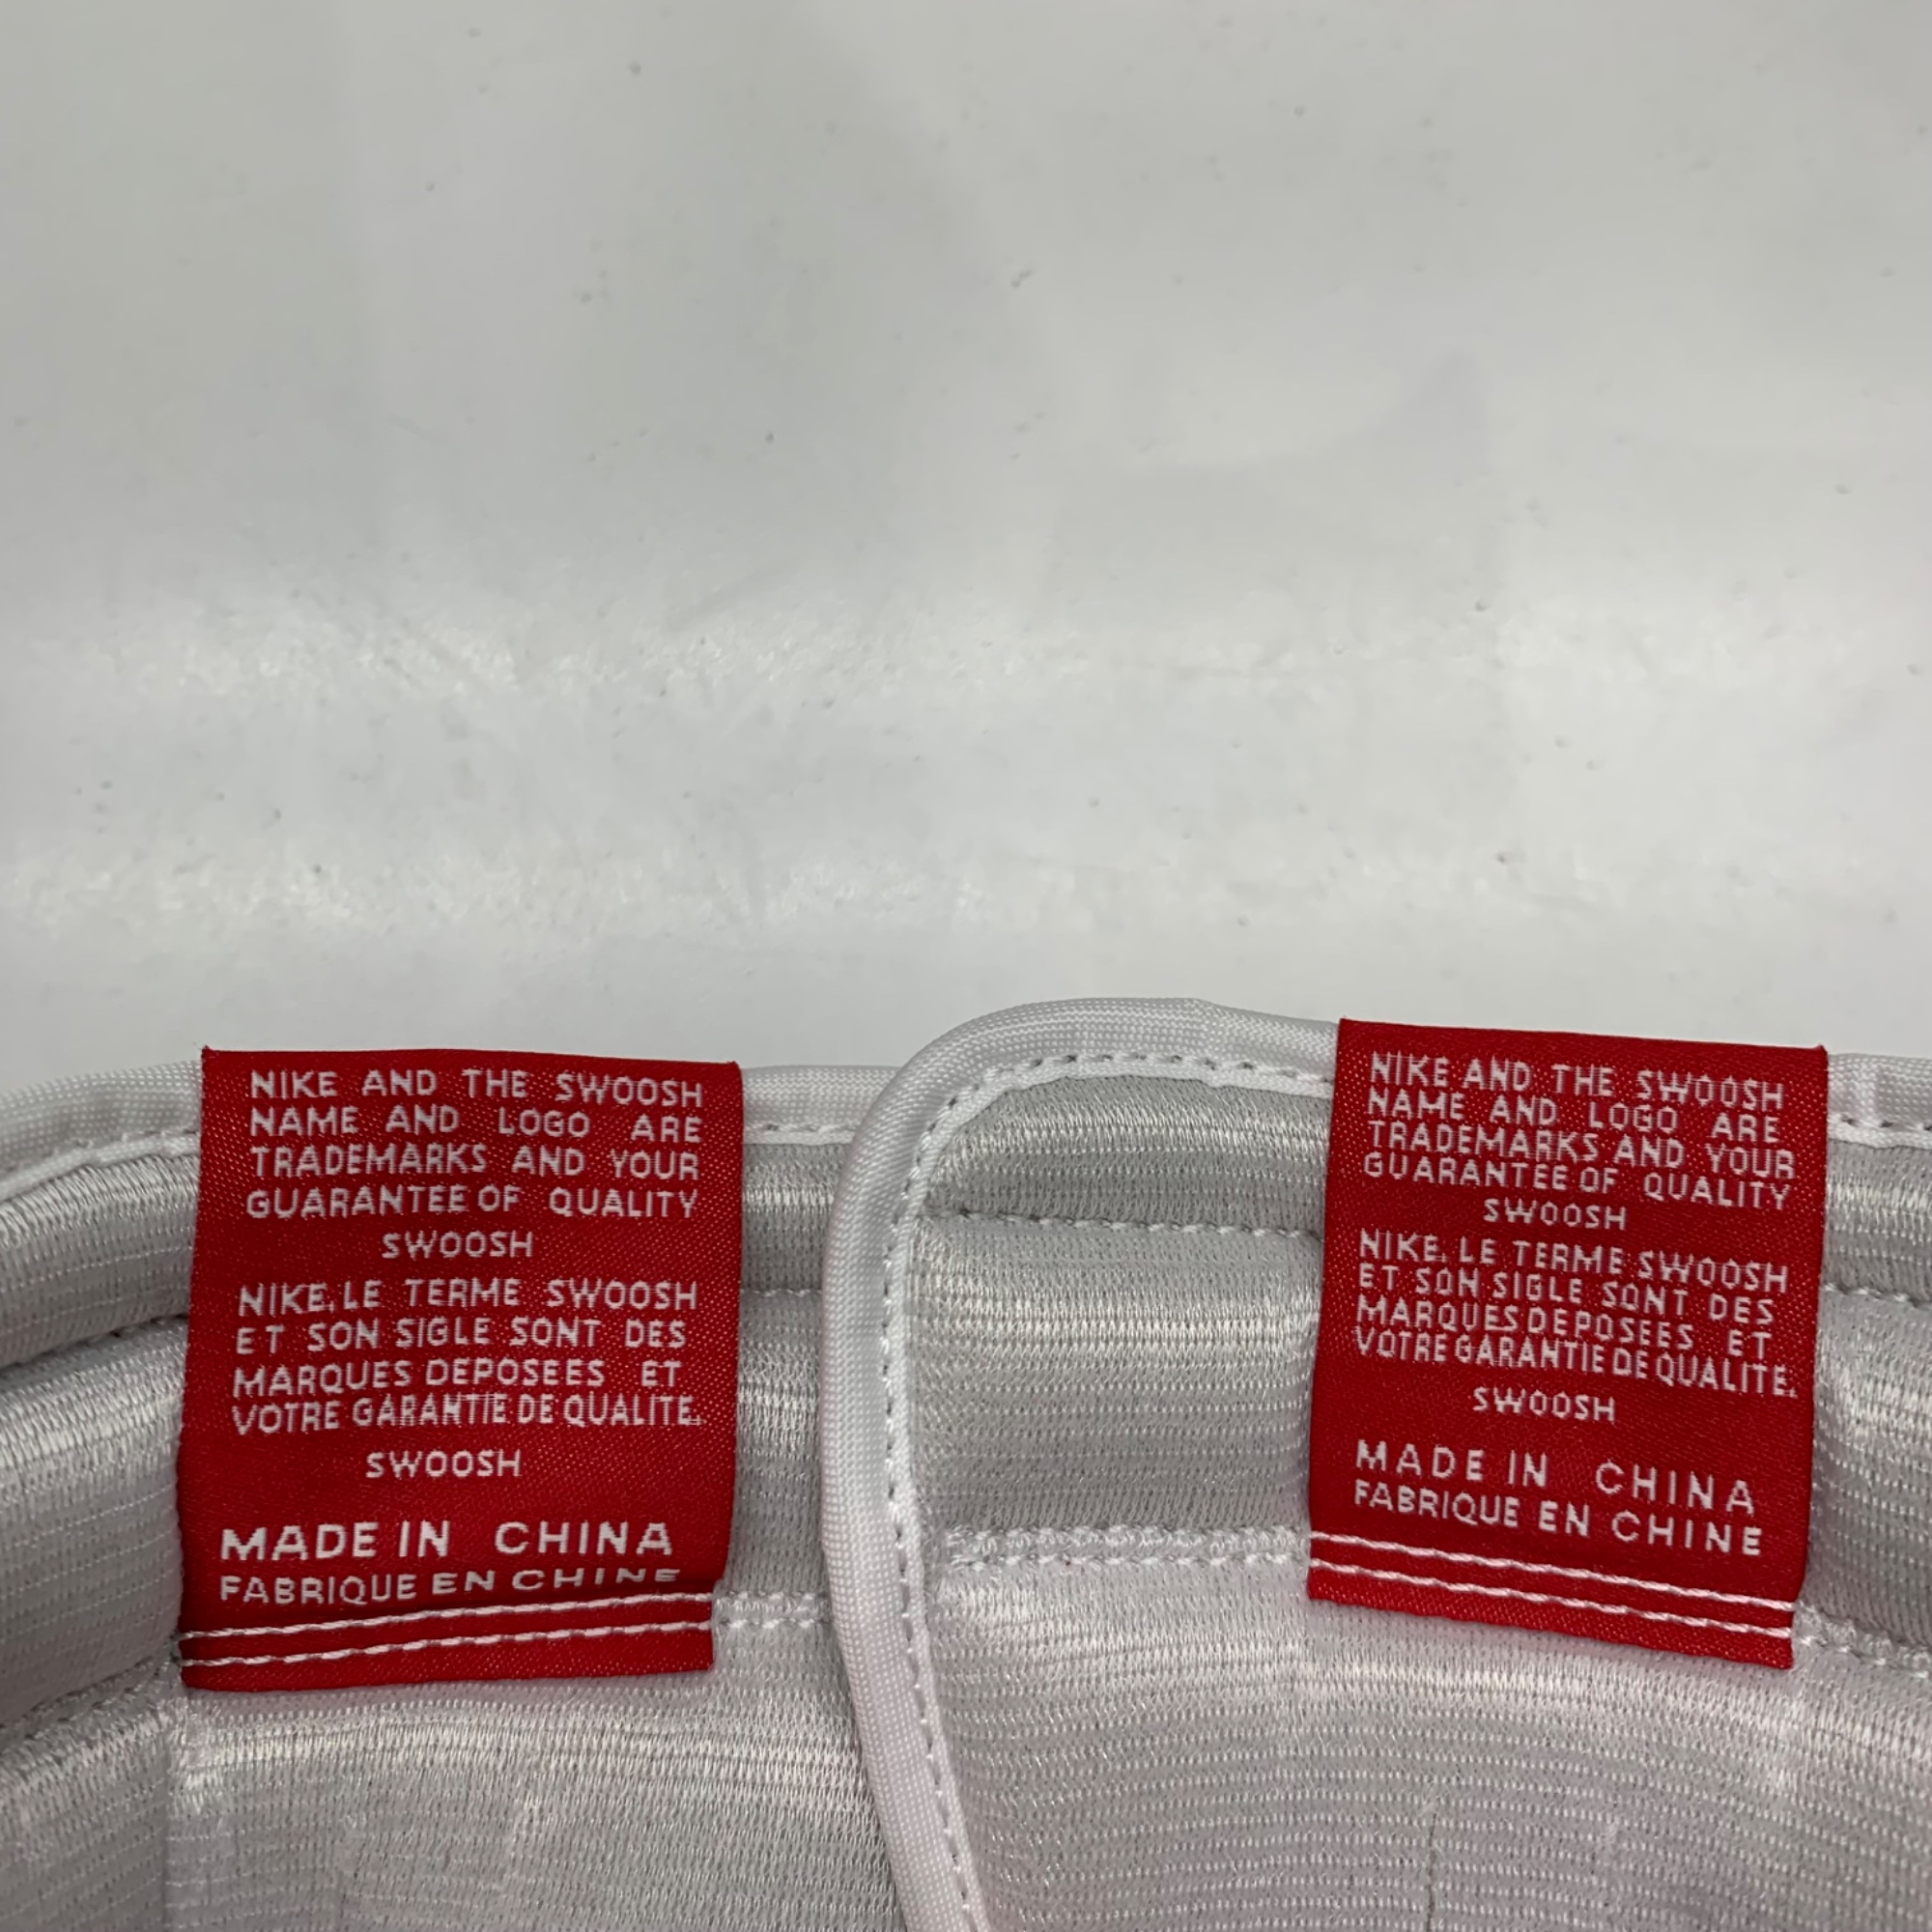 NIKE AND THE SWOOSH
NAME AND LOGO ARE
TRADEMARKS AND YOUR
GUARANTEE OF QUALITY
SWOOSH
NIKE, LE TERME SWOOSH
ET SON SIGLE SONT DES
MARQUES DEPOSEES ET
VOTRE GARANTIE DE QUALITE.
SWOOSH
MADE IN CHINA
FABRIQUE EN CHINE
NIKE AND THE SWOOSH
NAME AND LOGO ARE
TRADEMARKS AND YOUR
GUARANTEE OF QUALITY
SWOOSH
NIKE, LE TERME SWOOSH
ET SON SIGLE SONT DES
MARQUES DEPOSEES ET
VOTRE GARANTIE DE QUALITE.
SWOOSH
MADE IN CHINA
FABRIQUE EN CHINE